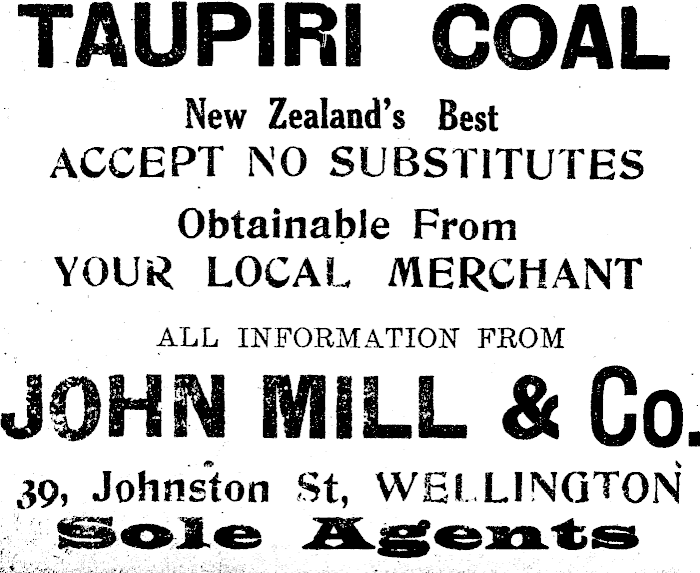 TAUPIRI COAL
New Zealand's Best
ACCEPT NO SUBSTITUTES
Obtainable From
YOUR LOCAL MERCHANT
ALL INFORMATION FROM
JOHN MILL & Co.
39, Johnston St, WELLINGTON
Sole Agents